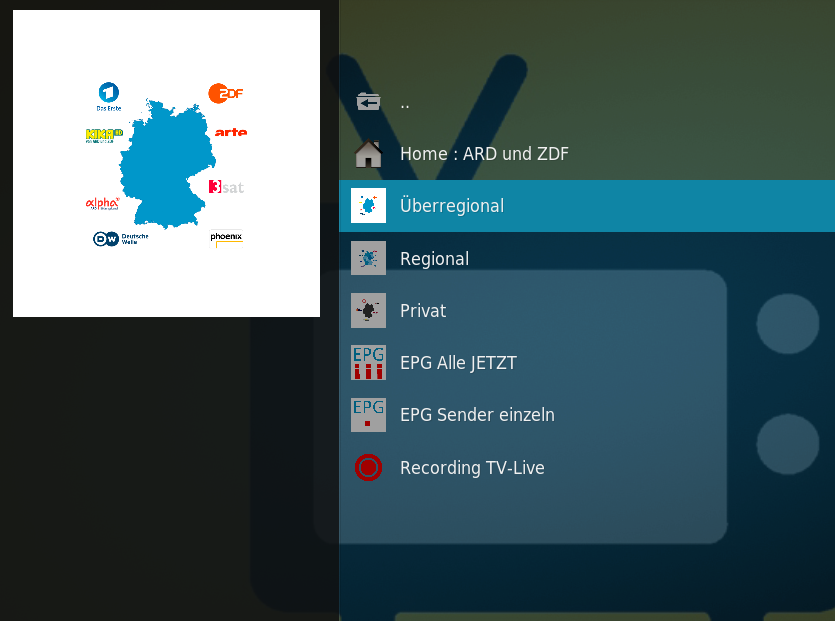 Das Erste
ZDF
KiKA
arte
alpha
3sat
DW Deutsche
Welle
phoenix
..
Home : ARD und ZDF
Überregional
Regional
Privat
EPG
EPG Alle JETZT
EPG
EPG Sender einzeln
Recording TV-Live